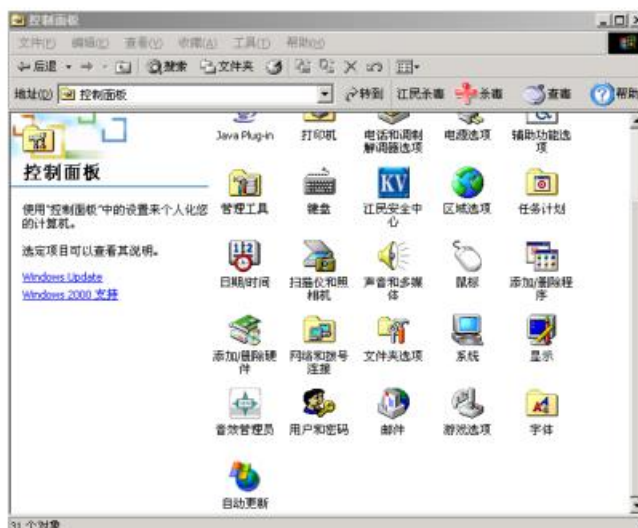 控制面板
文件(F) 编辑(E) 查看(V) 收藏(A) 工具(T) 帮助(H)
后退 搜索 文件夹
地址(D) 控制面板 转到 江民杀毒 杀毒 查毒 帮助
Java Plug-in 打印机 电话和调制解调器选项 电源选项 辅助功能选项
控制面板
使用“控制面板”中的设置来个人化您
的计算机。
选定项目可以查看其说明。
Windows Update
Windows 2000 支持
管理工具 键盘 江民安全中心 区域选项 任务计划
日期/时间 扫描仪和照相机 声音和多媒体 鼠标 添加/删除程序
添加/删除硬件 网络和拨号连接 文件夹选项 系统 显示
音效管理员 用户和密码 邮件 游戏选项 字体
自动更新
31 个对象